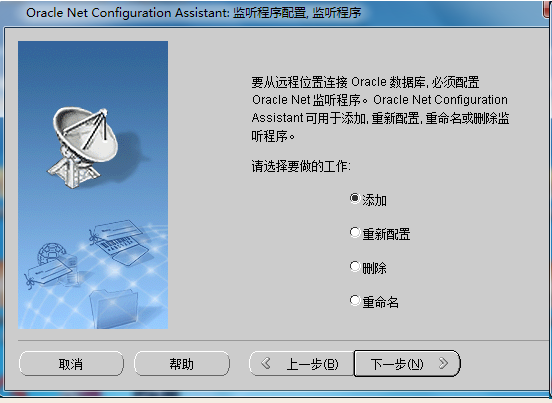 Oracle Net Configuration Assistant: 监听程序配置, 监听程序
要从远程位置连接 Oracle 数据库, 必须配置
Oracle Net 监听程序。Oracle Net Configuration
Assistant 可用于添加, 重新配置, 重命名或删除监
听程序。
请选择要做的工作:
添加
重新配置
删除
重命名
取消 帮助 上一步(B) 下一步(N)